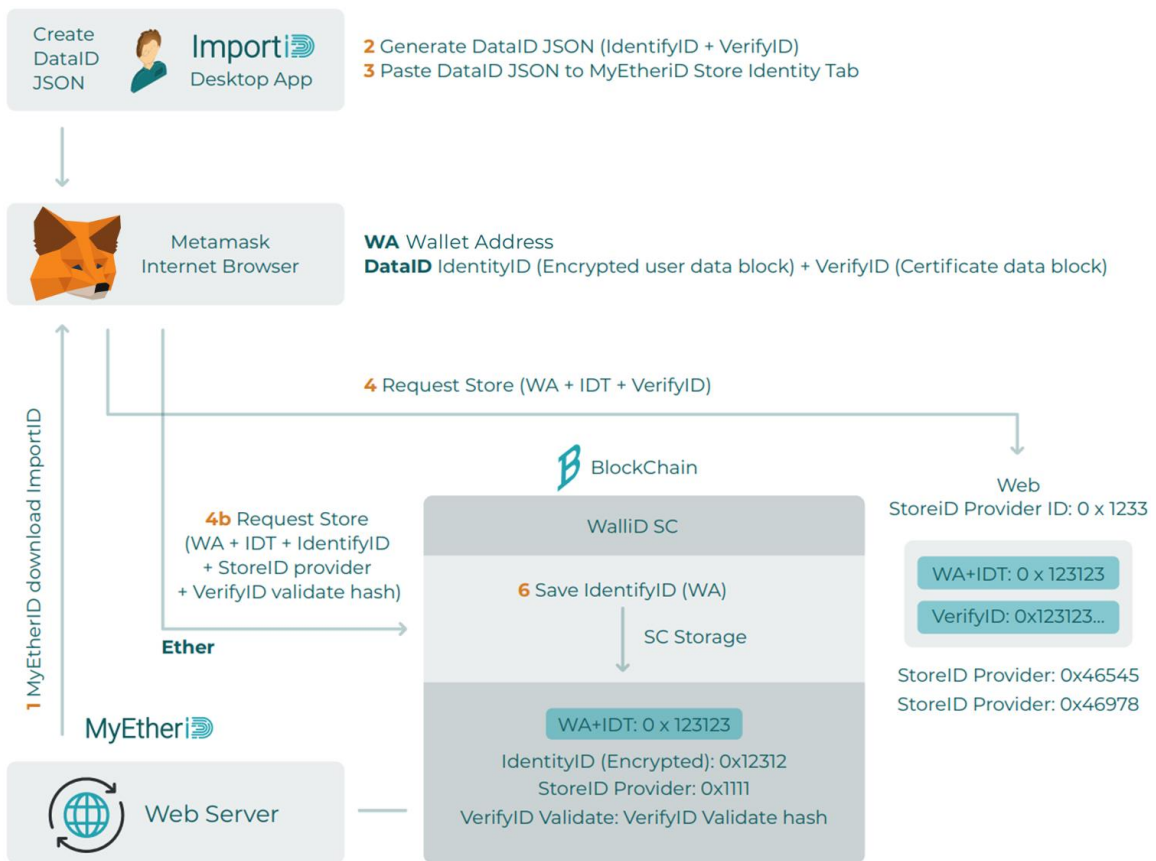 Create
DataID
JSON
ImportiD
Desktop App
2 Generate DataID JSON (IdentifyID + VerifyID)
3 Paste DataID JSON to MyEtheriD Store Identity Tab
Metamask
Internet Browser
WA Wallet Address
DataID IdentityID (Encrypted user data block) + VerifyID (Certificate data block)
1 MyEtherID download ImportID
4 Request Store (WA + IDT + VerifyID)
4b Request Store
(WA + IDT + IdentifyID
+ StoreID provider
+ VerifyID validate hash)
Ether
BlockChain
WalliD SC
6 Save IdentifyID (WA)
SC Storage
WA+IDT: 0 x 123123
IdentityID (Encrypted): 0x12312
StoreID Provider: 0x1111
VerifyID Validate: VerifyID Validate hash
Web
StoreiD Provider ID: 0 x 1233
WA+IDT: 0 x 123123
VerifyID: 0x123123...
StoreID Provider: 0x46545
StoreID Provider: 0x46978
MyEtheriD
Web Server